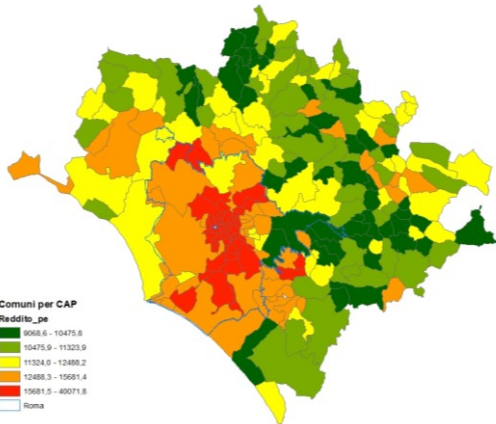 Comuni per CAP
Reddito_pe
9068,6 - 10475,8
10475,9 - 11323,9
11324,0 - 12488,2
12488,3 - 15681,4
15681,5 - 40071,8
Roma